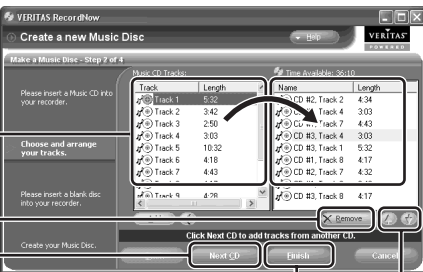 VERITAS RecordNow
Create a new Music Disc
Help
VERITAS
POWERED
Make a Music Disc - Step 2 of 4
Please insert a Music CD into
your recorder.
Choose and arrange
your tracks.
Please insert a blank disc
into your recorder.
Create your Music Disc.
Music CD Tracks:
Track Length
Track 1 5:32
Track 2 3:42
Track 3 2:50
Track 4 3:03
Track 5 10:32
Track 6 4:18
Track 7 4:43
Track 9 4:28
Time Available: 36:10
Name Length
CD #2, Track 2 4:34
Track 4 3:03
Track 7 4:43
CD #3, Track 4 3:03
CD #3, Track 1 5:32
CD #1, Track 8 4:17
CD #2, Track 7 4:32
CD #3, Track 8 4:17
Remove
Click Next CD to add tracks from another CD.
Next CD
Finish
Cancel